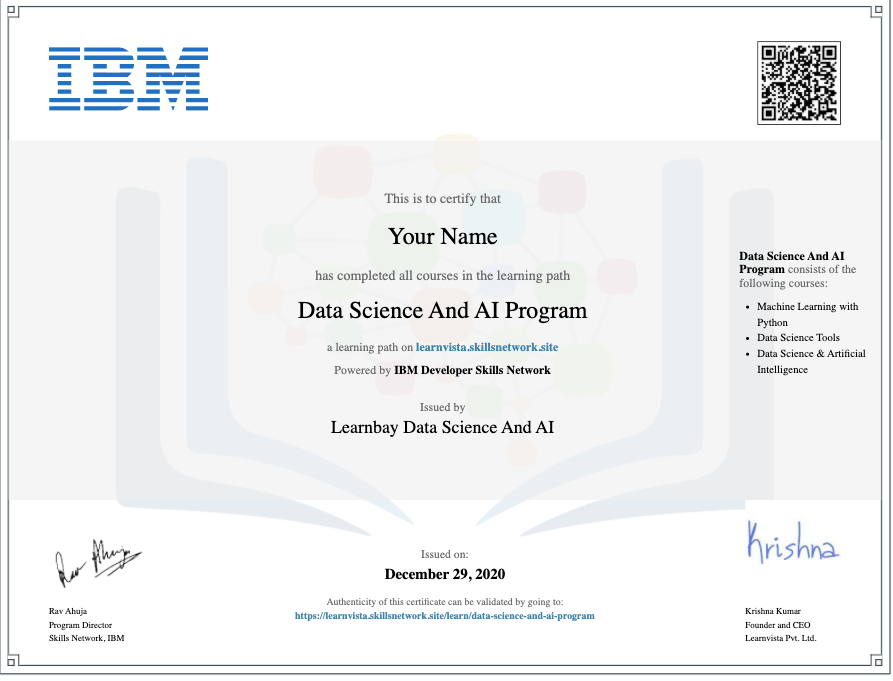 IBM
This is to certify that
Your Name
has completed all courses in the learning path
Data Science And AI Program
a learning path on learnvista.skillsnetwork.site
Powered by IBM Developer Skills Network
Issued by
Learnbay Data Science And AI
Data Science And AI
Program consists of the
following courses:
• Machine Learning with
Python
• Data Science Tools
• Data Science & Artificial
Intelligence
Rav Ahuja
Rav Ahuja
Program Director
Skills Network, IBM
Issued on:
December 29, 2020
Authenticity of this certificate can be validated by going to:
https://learnvista.skillsnetwork.site/learn/data-science-and-ai-program
Krishna
Krishna Kumar
Founder and CEO
Learnvista Pvt. Ltd.